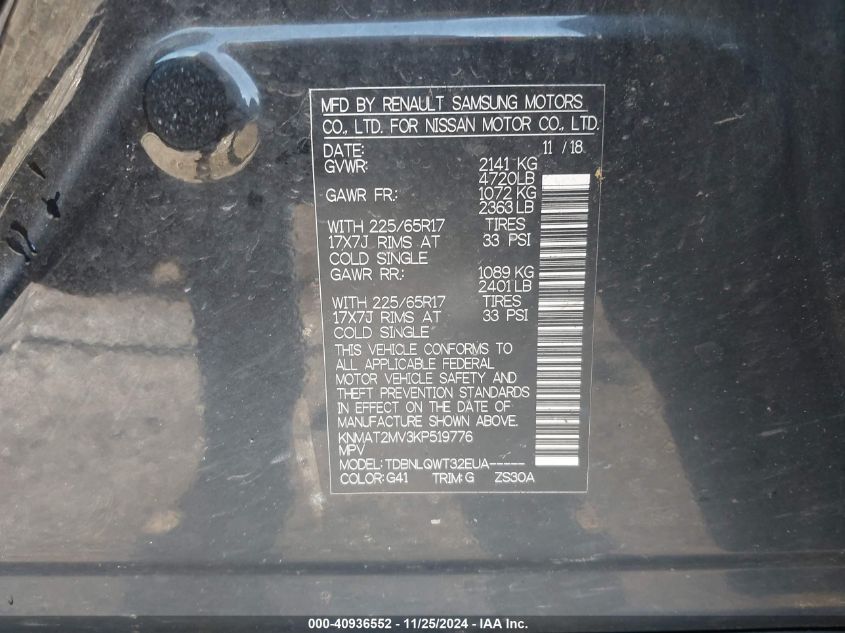 MFD BY RENAULT SAMSUNG MOTORS
CO., LTD. FOR NISSAN MOTOR CO., LTD.
DATE: 11 / 18
GVWR: 2141 KG
4720LB
GAWR FR.: 1072 KG
2363 LB
WITH 225/65R17 TIRES
17X7J RIMS AT 33 PSI
COLD SINGLE
GAWR RR.: 1089 KG
2401 LB
WITH 225/65R17 TIRES
17X7J RIMS AT 33 PSI
COLD SINGLE
THIS VEHICLE CONFORMS TO
ALL APPLICABLE FEDERAL
MOTOR VEHICLE SAFETY AND
THEFT PREVENTION STANDARDS
IN EFFECT ON THE DATE OF
MANUFACTURE SHOWN ABOVE.
KNMAT2MV3KP519776
MPV
MODEL: TDBNLQWT32EUA-----
COLOR: G41 TRIM: G ZS30A
000-40936552 - 11/25/2024 - IAA Inc.